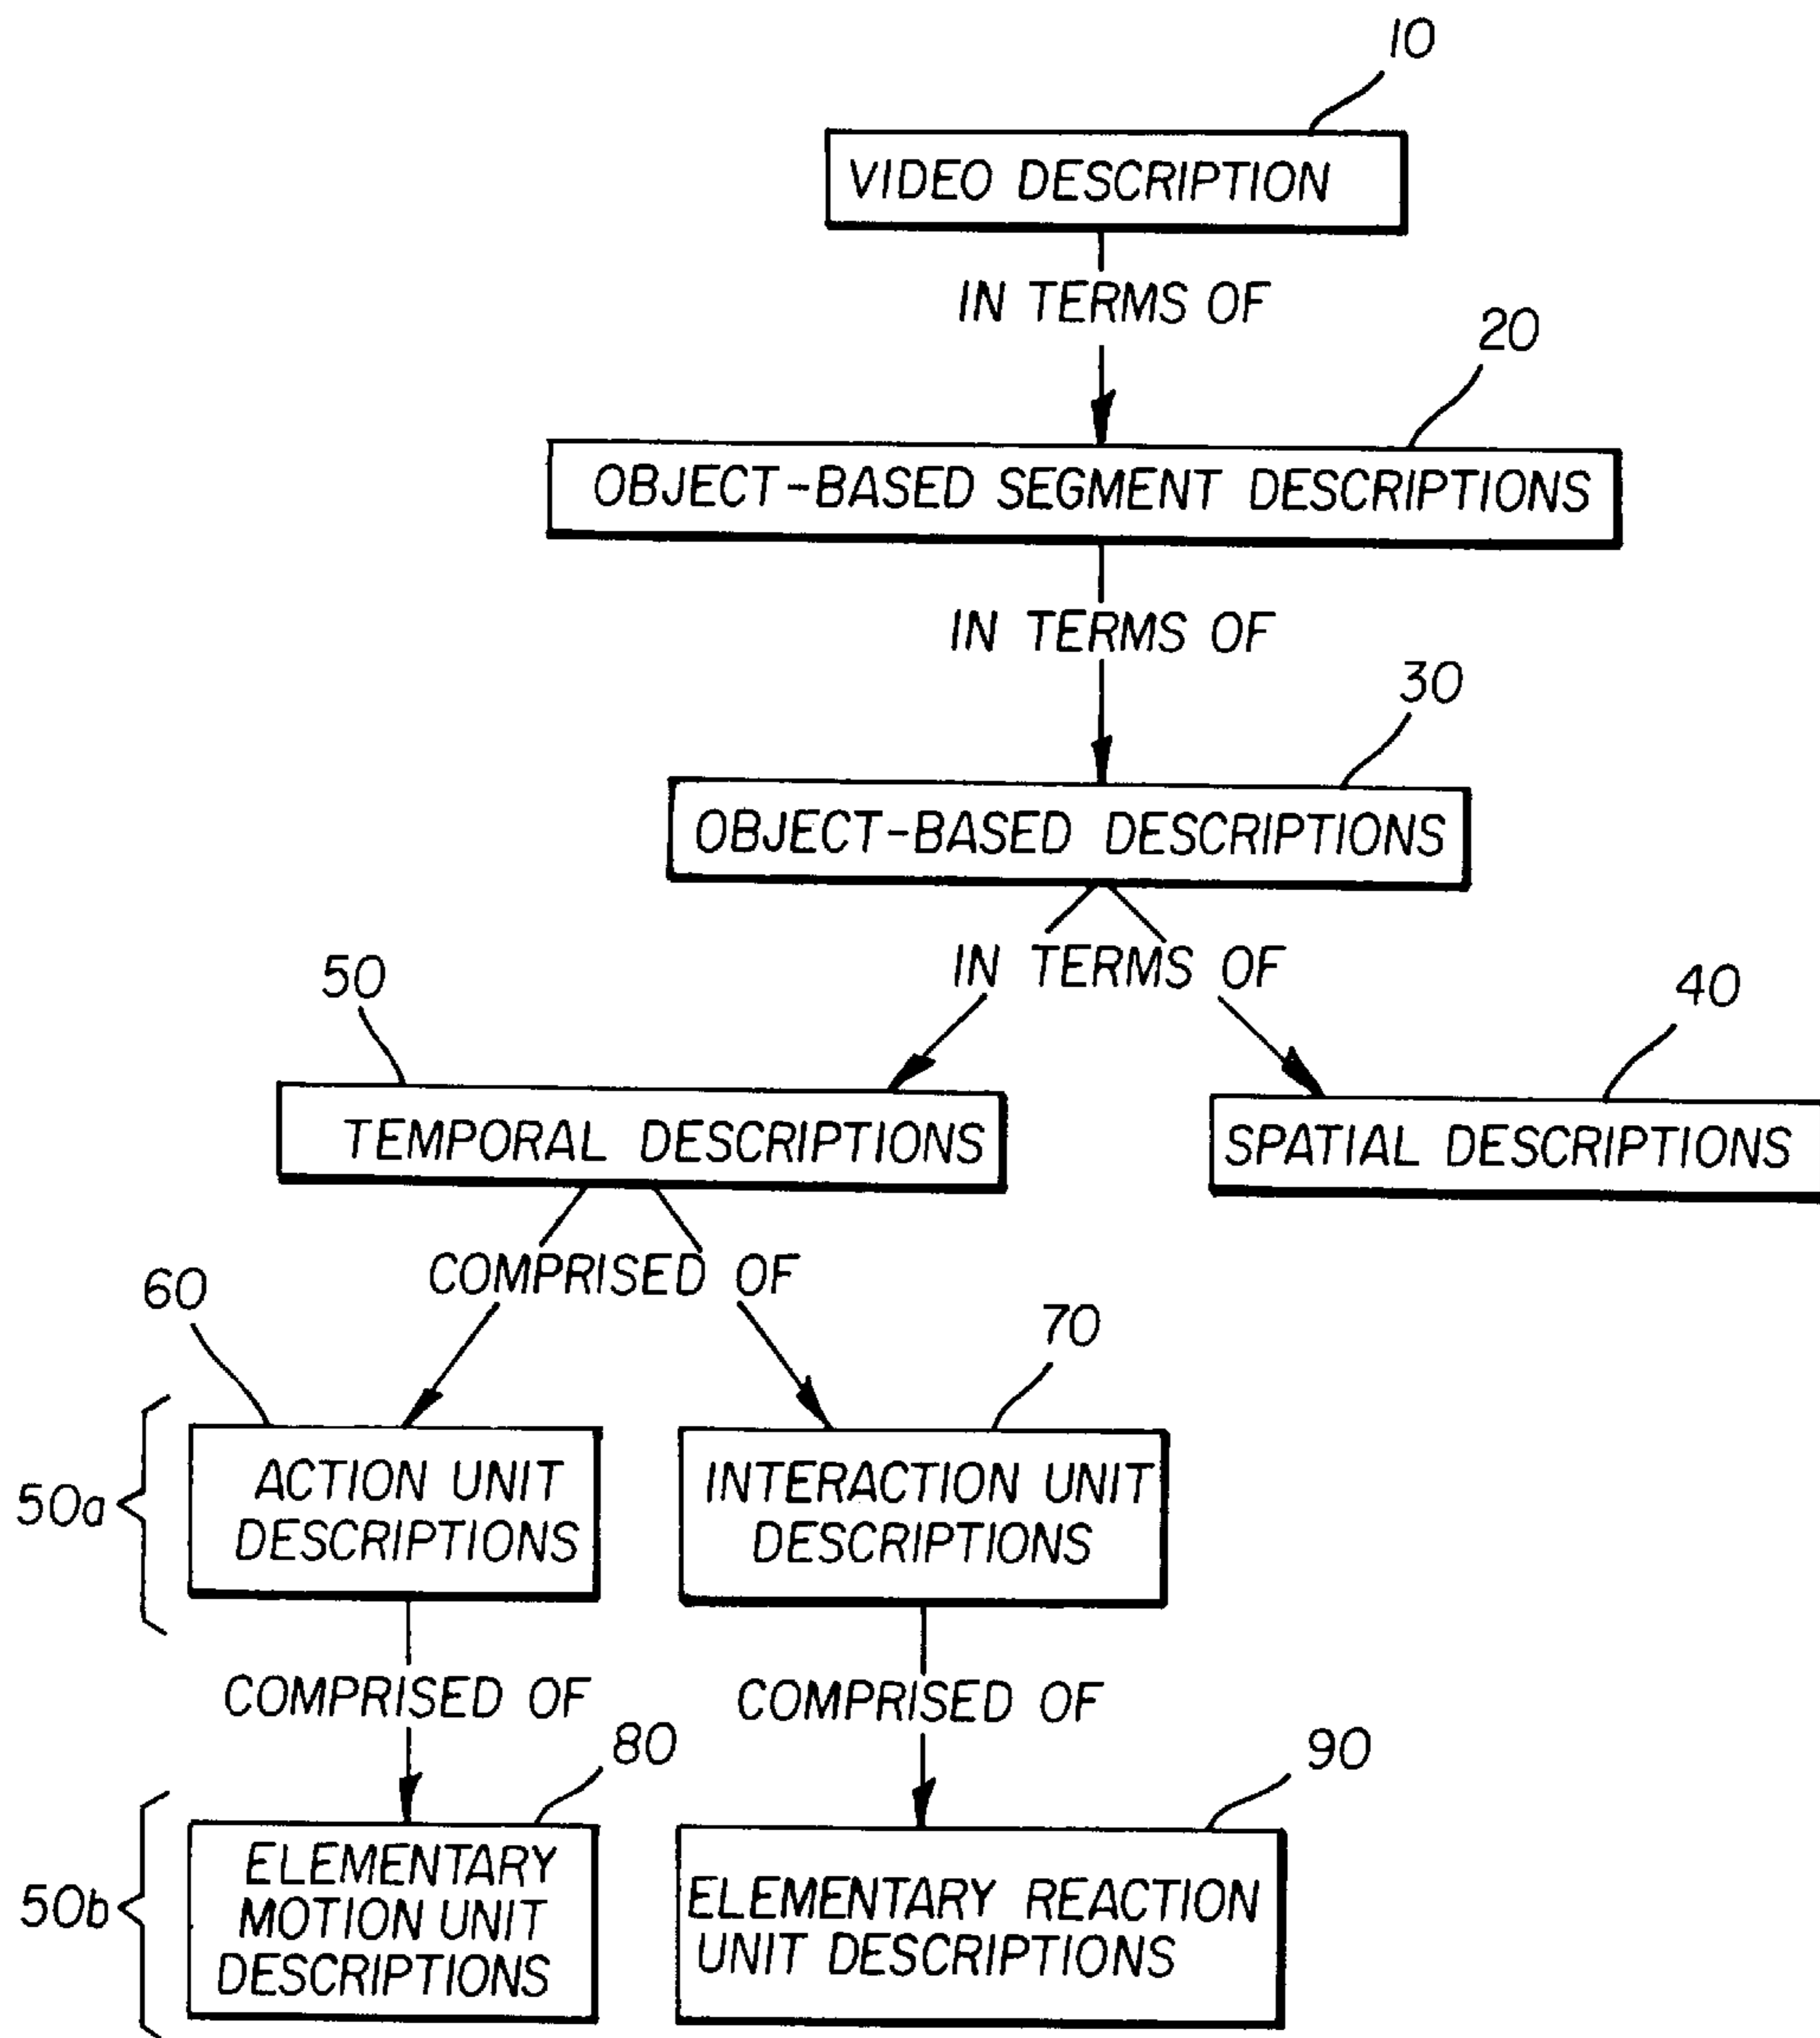 10
VIDEO DESCRIPTION
IN TERMS OF
20
OBJECT-BASED SEGMENT DESCRIPTIONS
IN TERMS OF
30
OBJECT-BASED DESCRIPTIONS
IN TERMS OF
50
40
TEMPORAL DESCRIPTIONS
SPATIAL DESCRIPTIONS
COMPRISED OF
60
70
50a
ACTION UNIT
DESCRIPTIONS
INTERACTION UNIT
DESCRIPTIONS
COMPRISED OF
COMPRISED OF
80
90
50b
ELEMENTARY
MOTION UNIT
DESCRIPTIONS
ELEMENTARY REACTION
UNIT DESCRIPTIONS